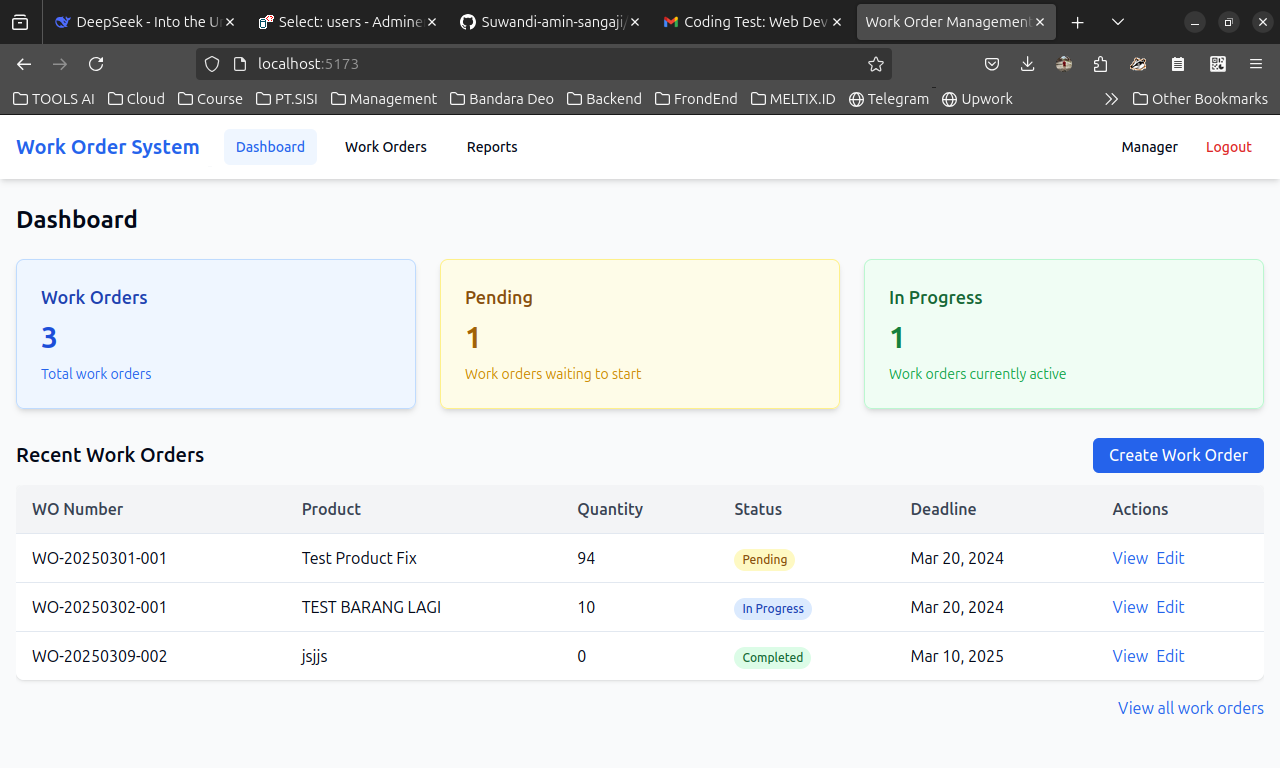 DeepSeek - Into the Un
Select: users - Adminer
Suwandi-amin-sangaji/
Coding Test: Web Dev
Work Order Management
localhost:5173
TOOLS AI Cloud Course PT.SISI Management Bandara Deo Backend FrondEnd MELTIX.ID Telegram Upwork Other Bookmarks
Work Order System Dashboard Work Orders Reports Manager Logout
Dashboard
Work Orders
3
Total work orders
Pending
1
Work orders waiting to start
In Progress
1
Work orders currently active
Recent Work Orders Create Work Order
WO Number Product Quantity Status Deadline Actions
WO-20250301-001 Test Product Fix 94 Pending Mar 20, 2024 View Edit
WO-20250302-001 TEST BARANG LAGI 10 In Progress Mar 20, 2024 View Edit
WO-20250309-002 jsjjs 0 Completed Mar 10, 2025 View Edit
View all work orders